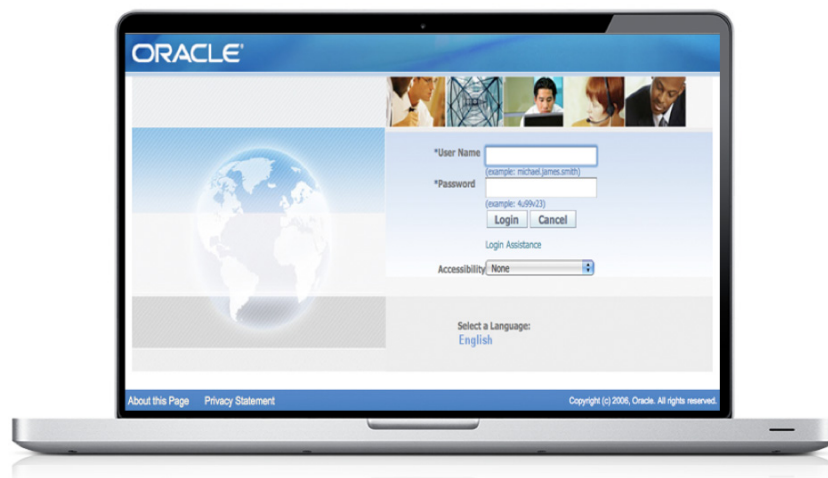 ORACLE
*User Name
(example: michael.james.smith)
*Password
(example: 4u99v23)
Login Cancel
Login Assistance
Accessibility None
Select a Language:
English
About this Page Privacy Statement Copyright (c) 2006, Oracle. All rights reserved.